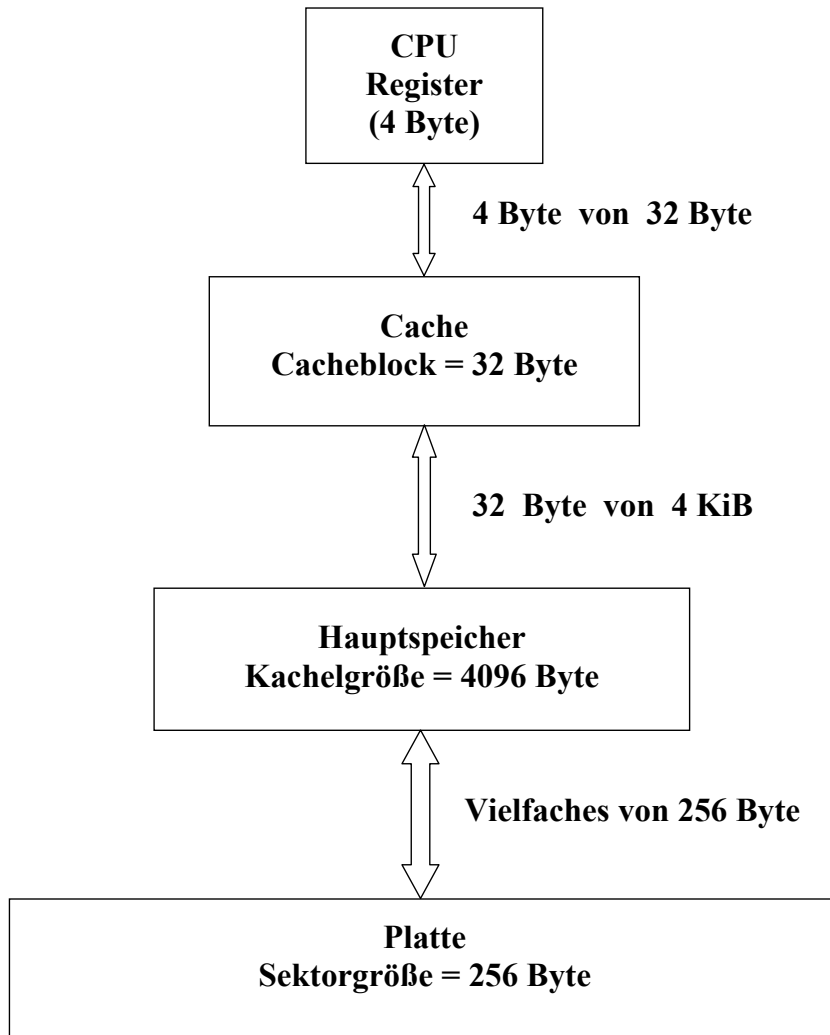 CPU
Register
(4 Byte)
4 Byte von 32 Byte
Cache
Cacheblock = 32 Byte
32 Byte von 4 KiB
Hauptspeicher
Kachelgröße = 4096 Byte
Vielfaches von 256 Byte
Platte
Sektorgröße = 256 Byte